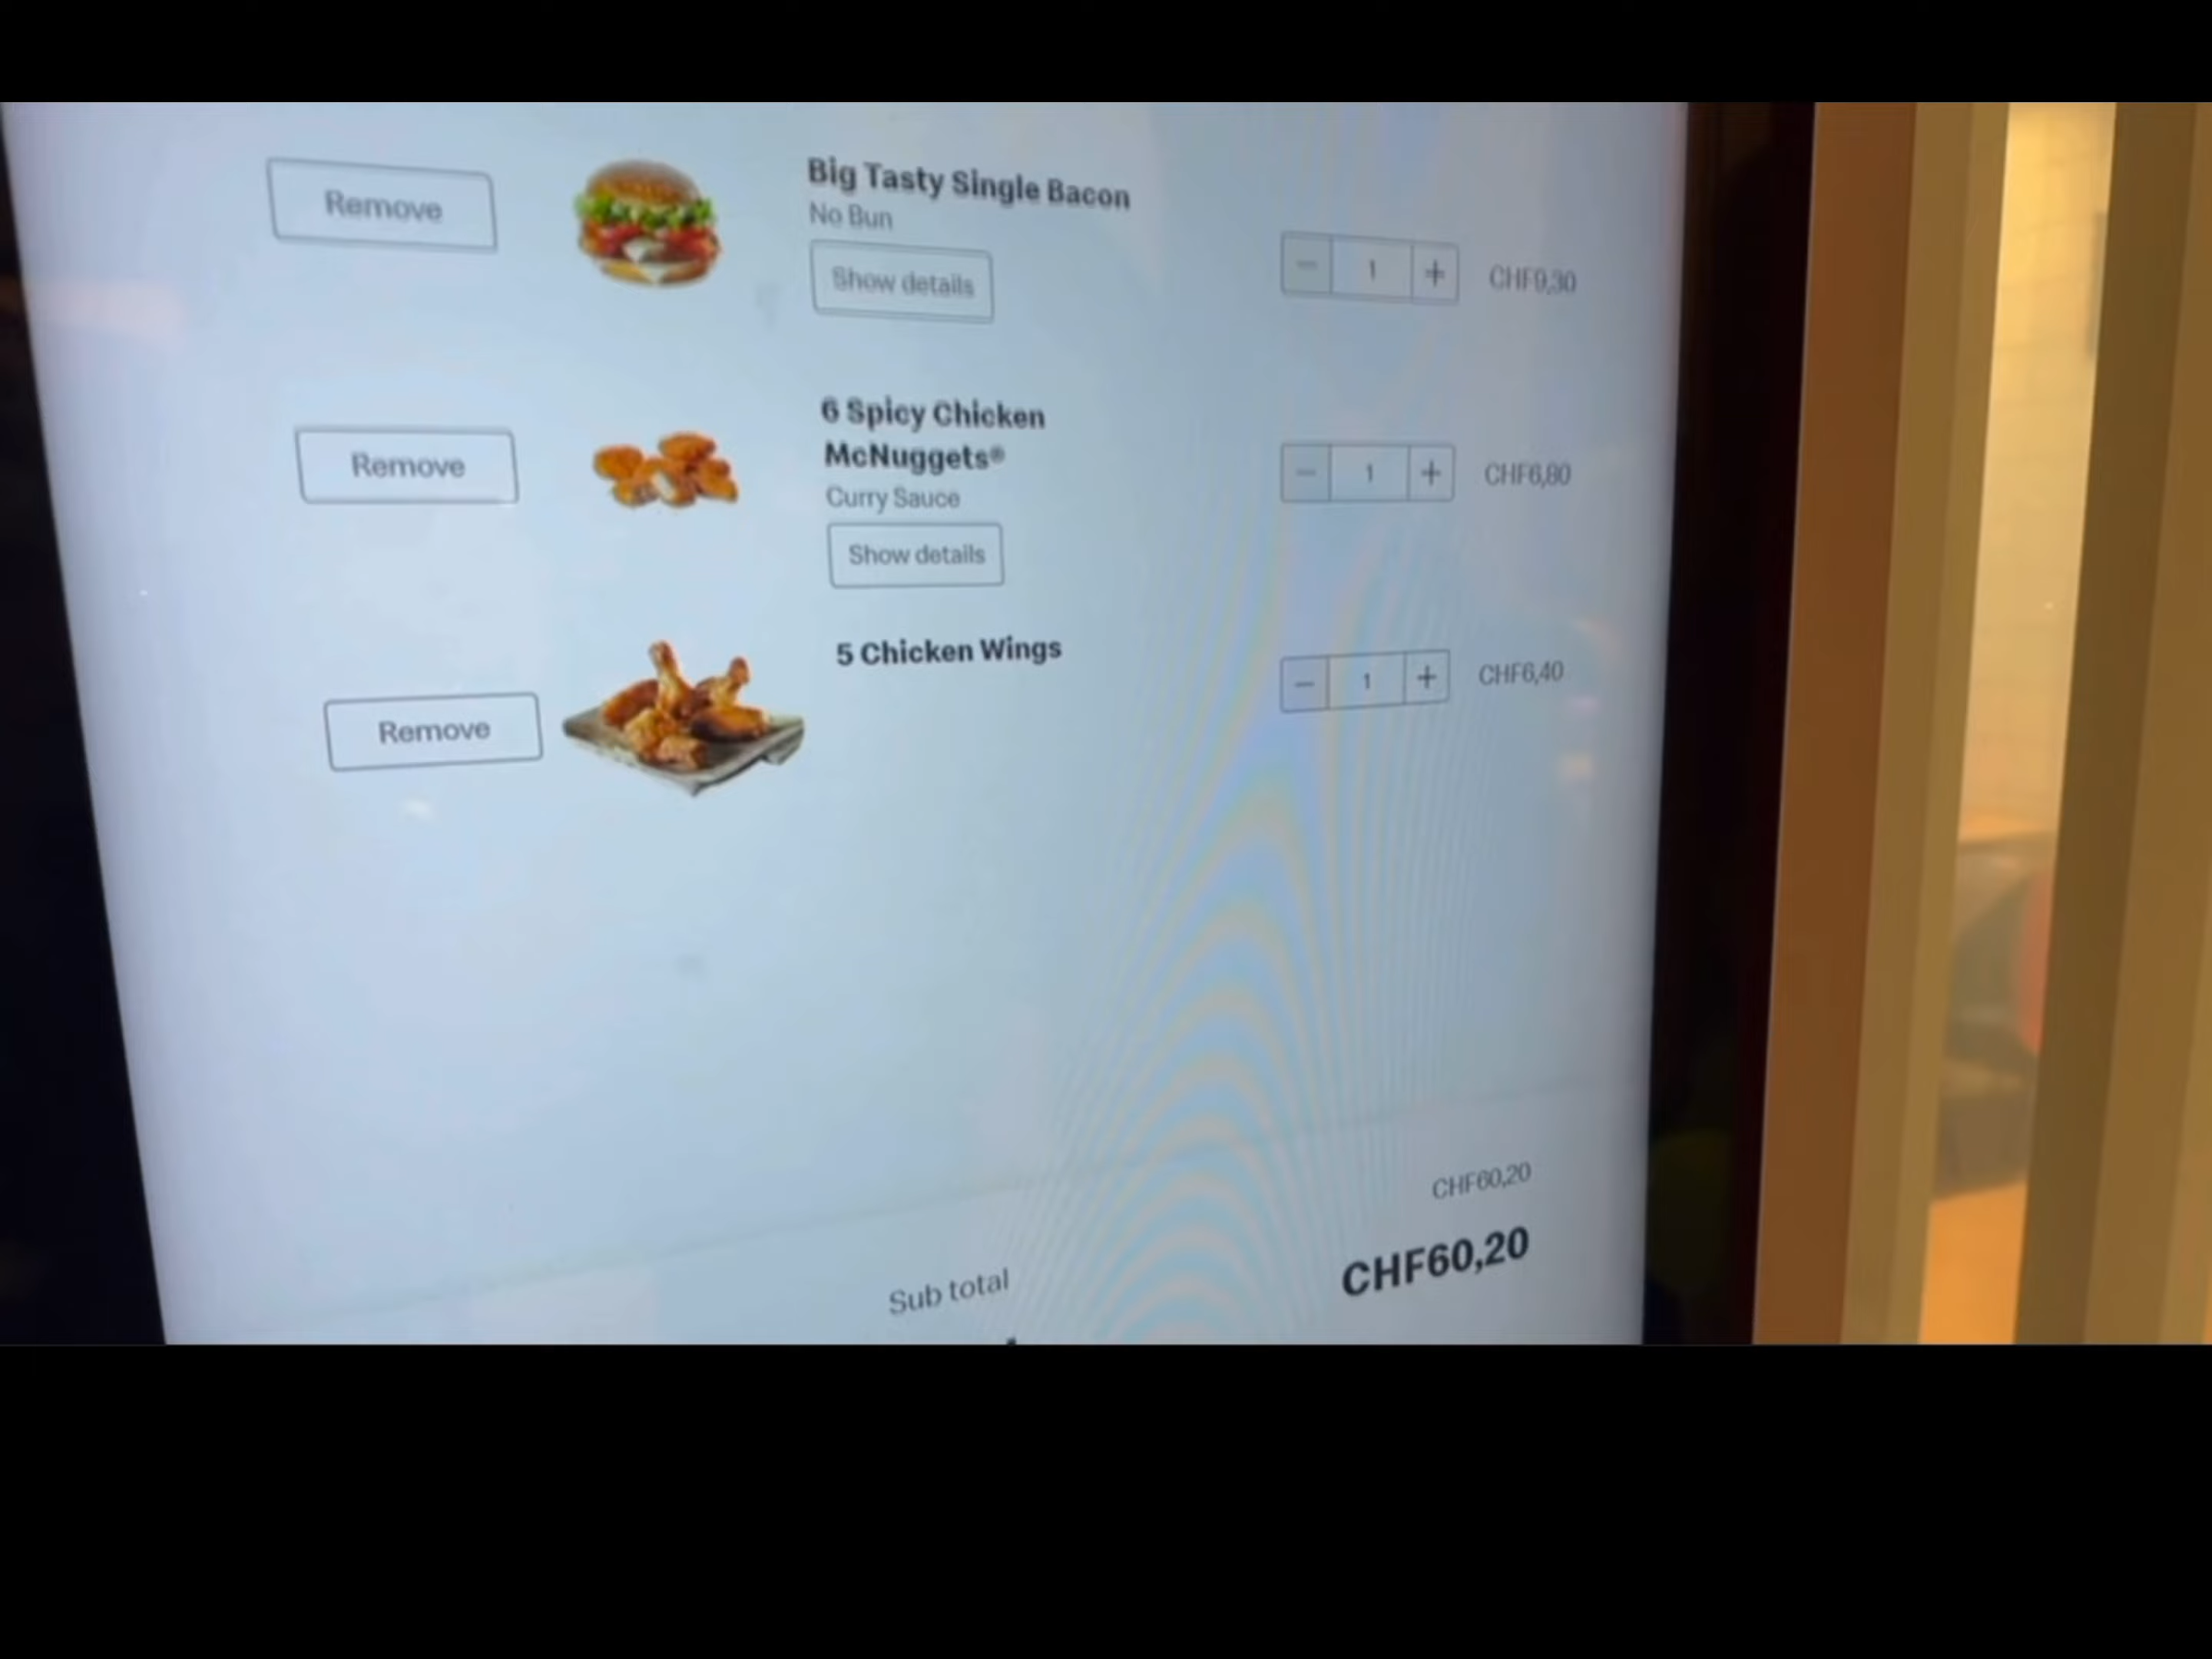 Remove
Big Tasty Single Bacon
No Bun
Show details
− 1 + CHF9,30
Remove
6 Spicy Chicken
McNuggets®
Curry Sauce
Show details
− 1 + CHF6,80
Remove
5 Chicken Wings
− 1 + CHF6,40
CHF60,20
Sub total
CHF60,20